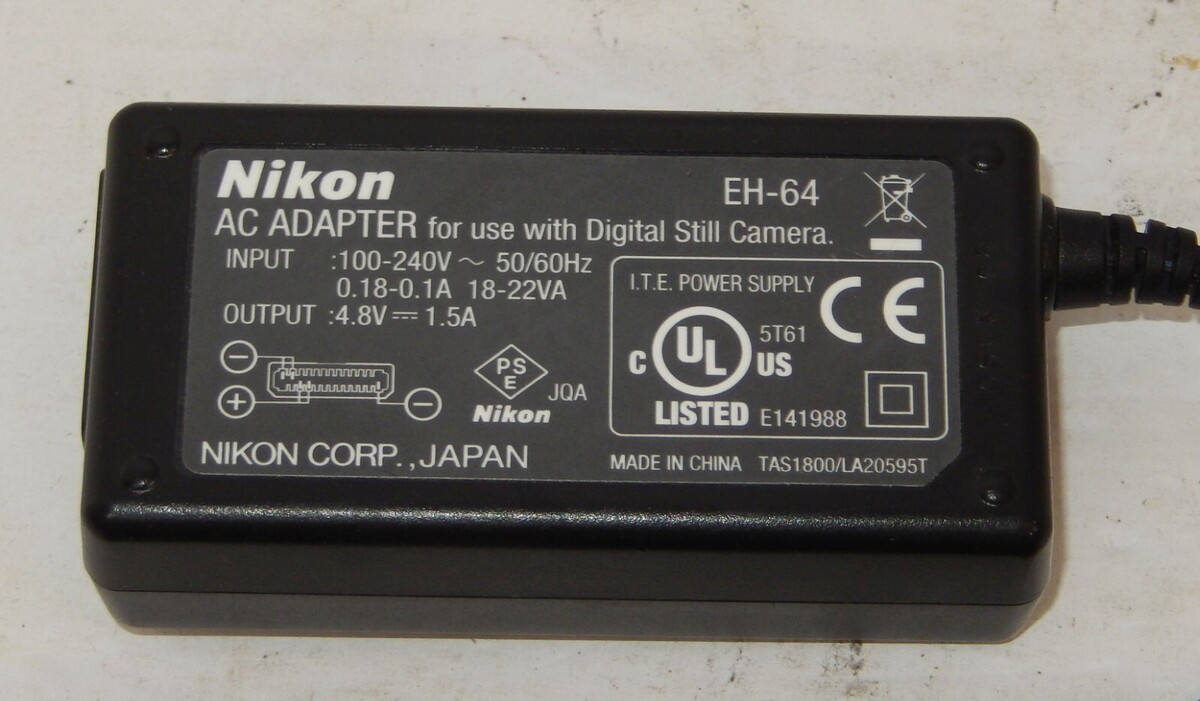 Nikon
EH-64
AC ADAPTER for use with Digital Still Camera.
INPUT :100-240V ~ 50/60Hz
0.18-0.1A 18-22VA
OUTPUT :4.8V ⎓ 1.5A
PS
E
JQA
Nikon
NIKON CORP., JAPAN
I.T.E. POWER SUPPLY
CE
C UL US
5T61
LISTED E141988
MADE IN CHINA TAS1800/LA20595T